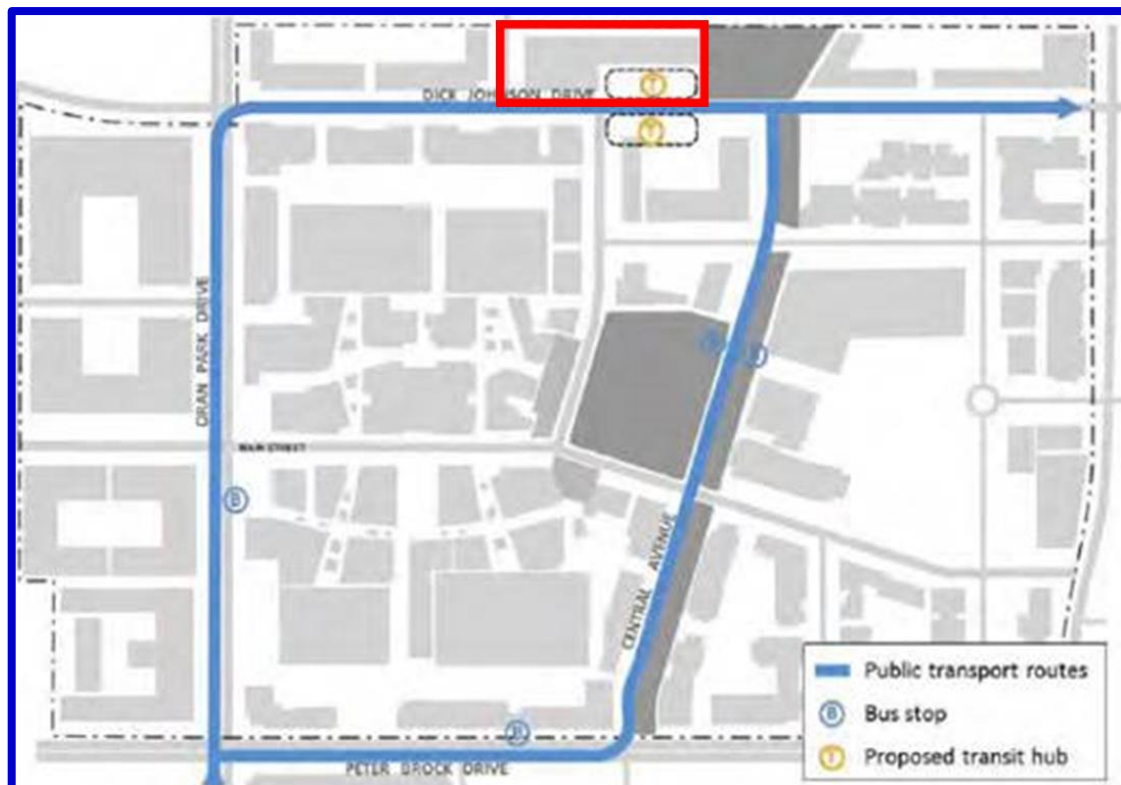 DICK JOHNSON DRIVE
T
T
ORAN PARK DRIVE
B
B
MAIN STREET
B
CENTRAL AVENUE
B
PETER BROCK DRIVE
Public transport routes
B Bus stop
T Proposed transit hub